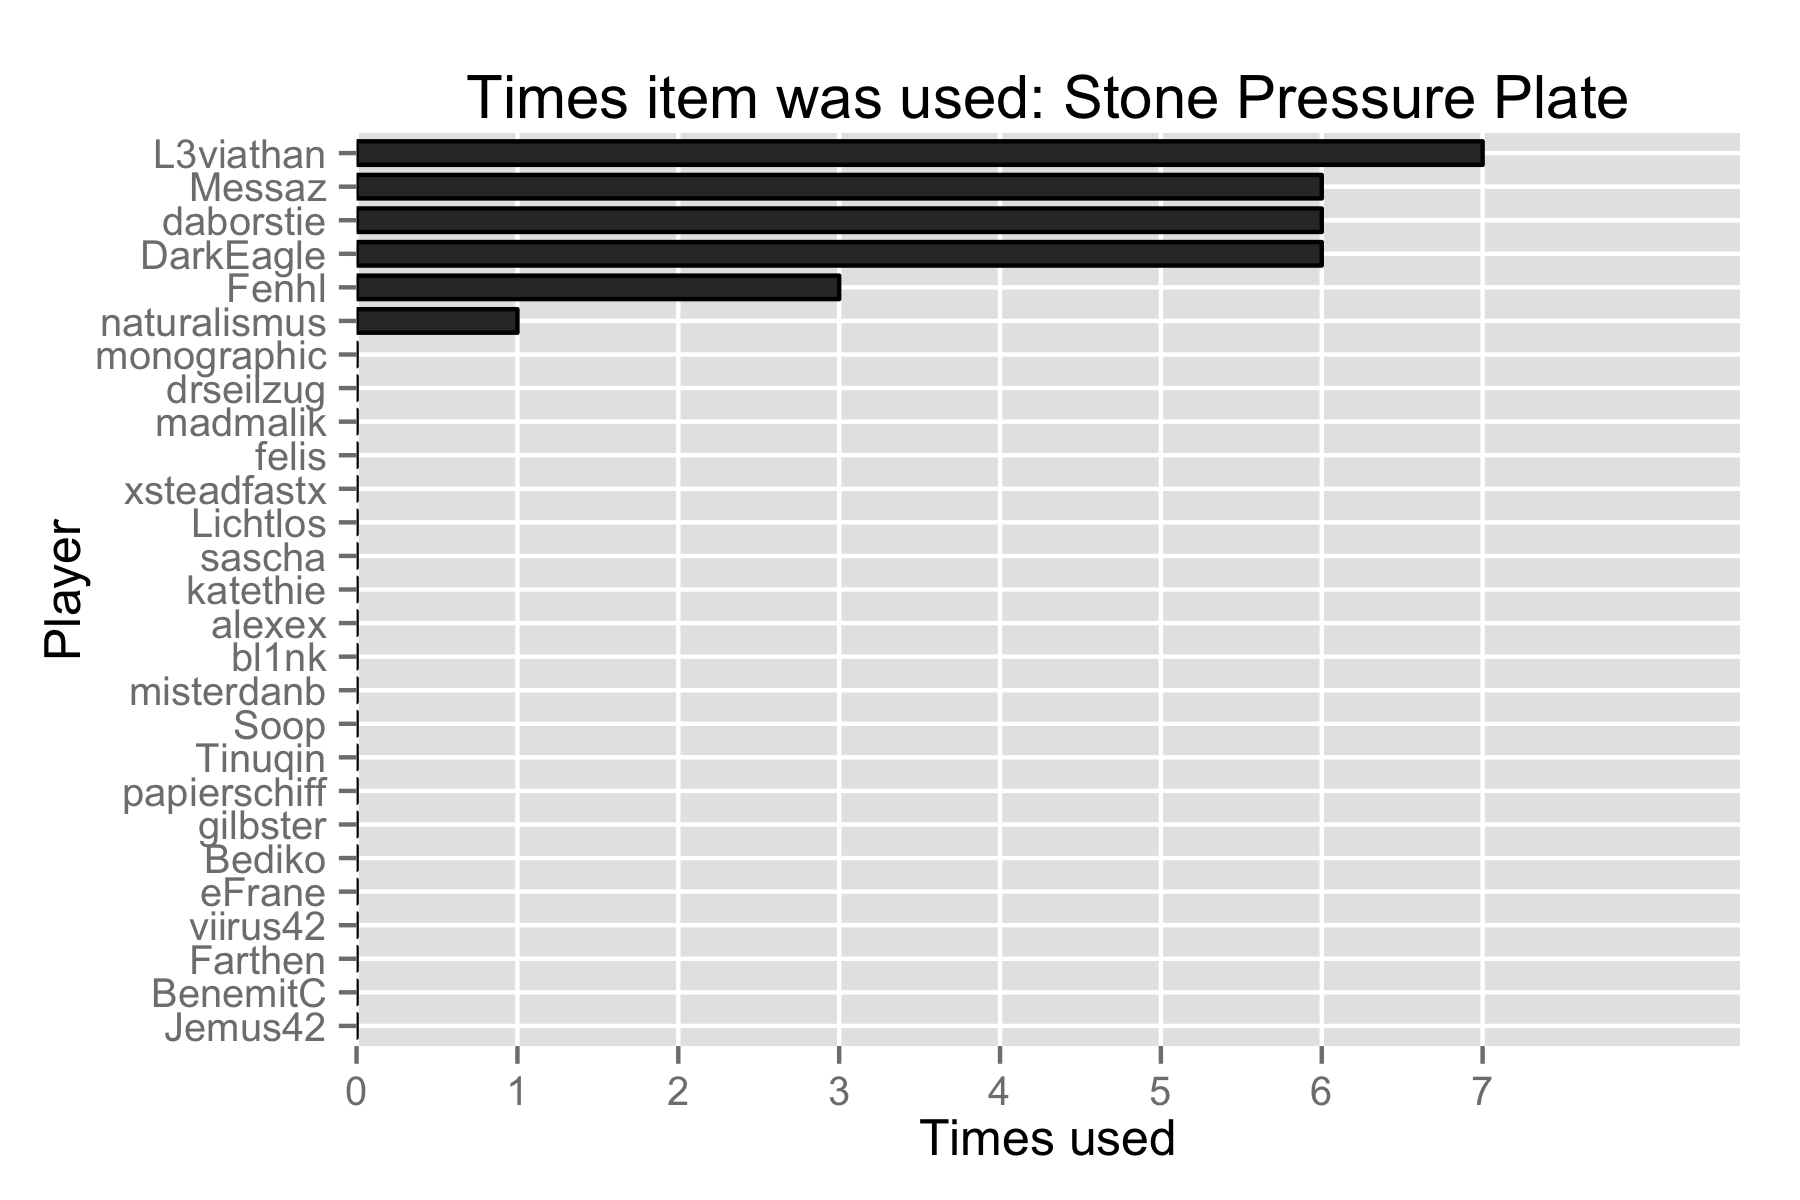 Times item was used: Stone Pressure Plate
L3viathan
Messaz
daborstie
DarkEagle
Fenhl
naturalismus
monographic
drseilzug
madmalik
felis
xsteadfastx
Lichtlos
sascha
katethie
alexex
bl1nk
misterdanb
Soop
Tinuqin
papierschiff
gilbster
Bediko
eFrane
viirus42
Farthen
BenemitC
Jemus42
Player
0 1 2 3 4 5 6 7
Times used